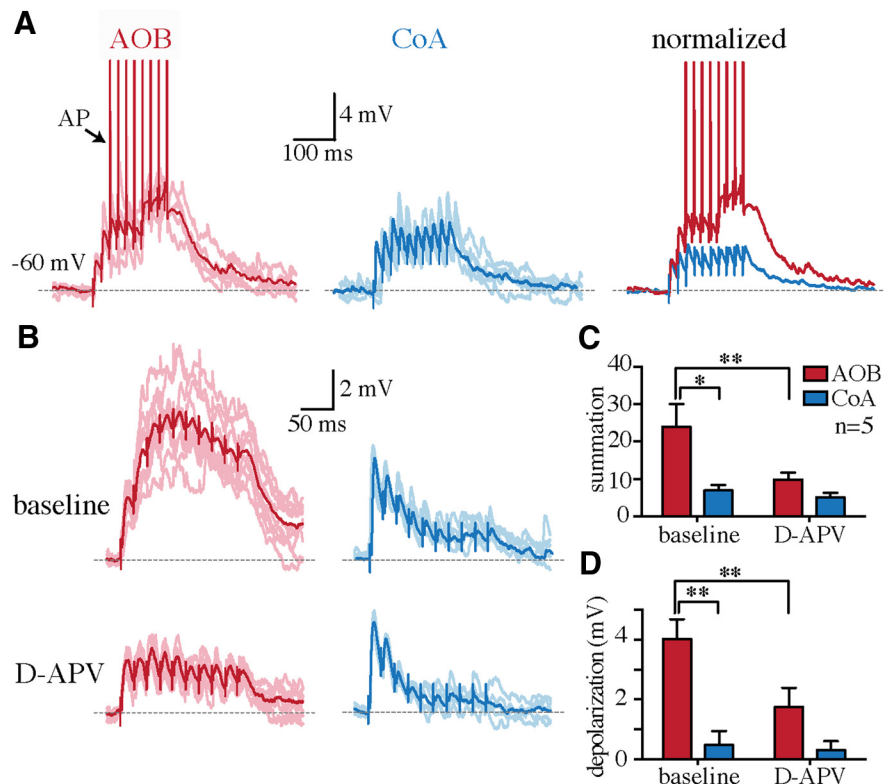 A
AOB
CoA
normalized
AP
4 mV
100 ms
-60 mV
B
2 mV
50 ms
baseline
D-APV
C
40
30
20
10
0
summation
**
*
AOB
CoA
n=5
baseline
D-APV
D
4
2
0
depolarization (mV)
**
**
baseline
D-APV